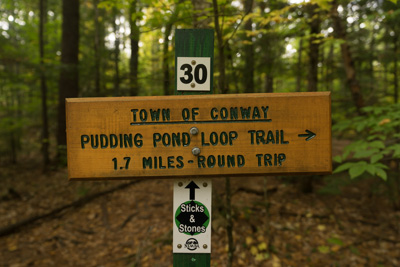 30
TOWN OF CONWAY
PUDDING POND LOOP TRAIL →
1.7 MILES-ROUND TRIP
Sticks
&
Stones